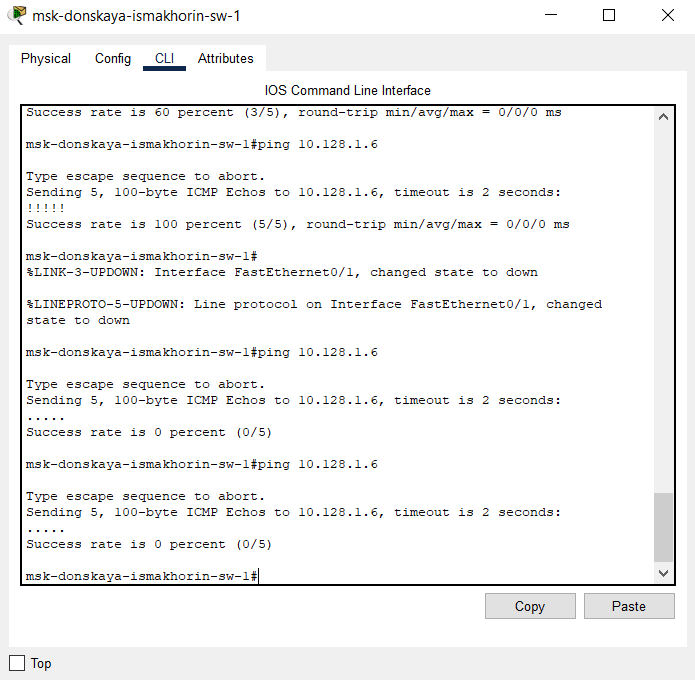 msk-donskaya-ismakhorin-sw-1
Physical Config CLI Attributes
IOS Command Line Interface
Success rate is 60 percent (3/5), round-trip min/avg/max = 0/0/0 ms
msk-donskaya-ismakhorin-sw-1#ping 10.128.1.6
Type escape sequence to abort.
Sending 5, 100-byte ICMP Echos to 10.128.1.6, timeout is 2 seconds:
!!!!!
Success rate is 100 percent (5/5), round-trip min/avg/max = 0/0/0 ms
msk-donskaya-ismakhorin-sw-1#
%LINK-3-UPDOWN: Interface FastEthernet0/1, changed state to down
%LINEPROTO-5-UPDOWN: Line protocol on Interface FastEthernet0/1, changed
state to down
msk-donskaya-ismakhorin-sw-1#ping 10.128.1.6
Type escape sequence to abort.
Sending 5, 100-byte ICMP Echos to 10.128.1.6, timeout is 2 seconds:
.....
Success rate is 0 percent (0/5)
msk-donskaya-ismakhorin-sw-1#ping 10.128.1.6
Type escape sequence to abort.
Sending 5, 100-byte ICMP Echos to 10.128.1.6, timeout is 2 seconds:
.....
Success rate is 0 percent (0/5)
msk-donskaya-ismakhorin-sw-1#
Copy Paste
Top